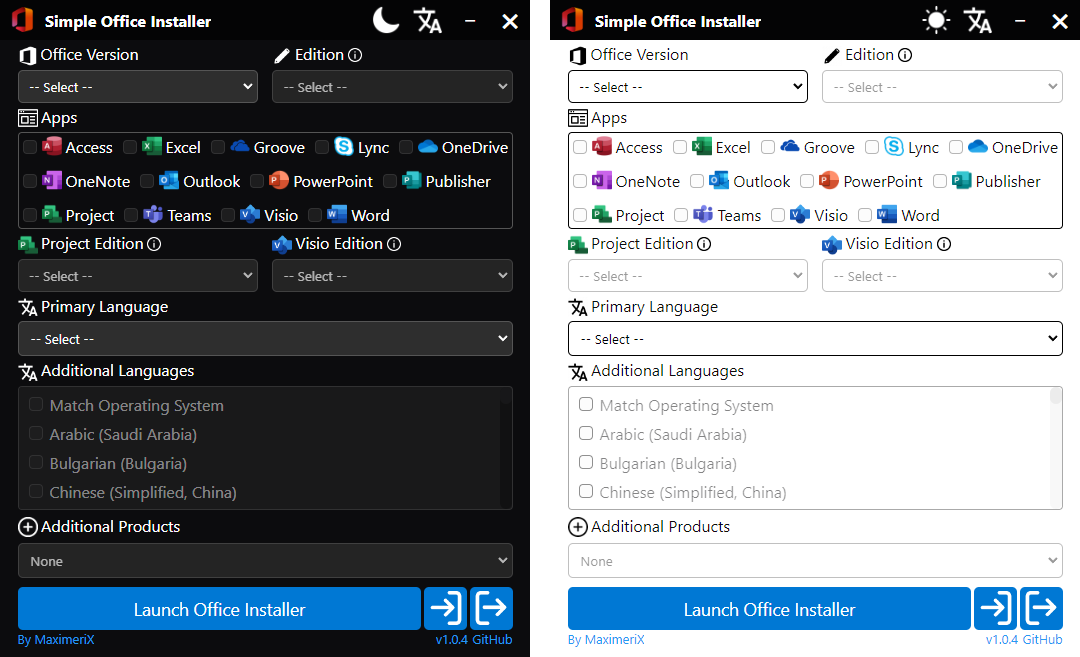 Simple Office Installer
Office Version
Edition
-- Select --
-- Select --
Apps
Access Excel Groove Lync OneDrive
OneNote Outlook PowerPoint Publisher
Project Teams Visio Word
Project Edition
Visio Edition
-- Select --
-- Select --
Primary Language
-- Select --
Additional Languages
Match Operating System
Arabic (Saudi Arabia)
Bulgarian (Bulgaria)
Chinese (Simplified, China)
Additional Products
None
Launch Office Installer
By MaximeriX
v1.0.4 GitHub
Simple Office Installer
Office Version
Edition
-- Select --
-- Select --
Apps
Access Excel Groove Lync OneDrive
OneNote Outlook PowerPoint Publisher
Project Teams Visio Word
Project Edition
Visio Edition
-- Select --
-- Select --
Primary Language
-- Select --
Additional Languages
Match Operating System
Arabic (Saudi Arabia)
Bulgarian (Bulgaria)
Chinese (Simplified, China)
Additional Products
None
Launch Office Installer
By MaximeriX
v1.0.4 GitHub